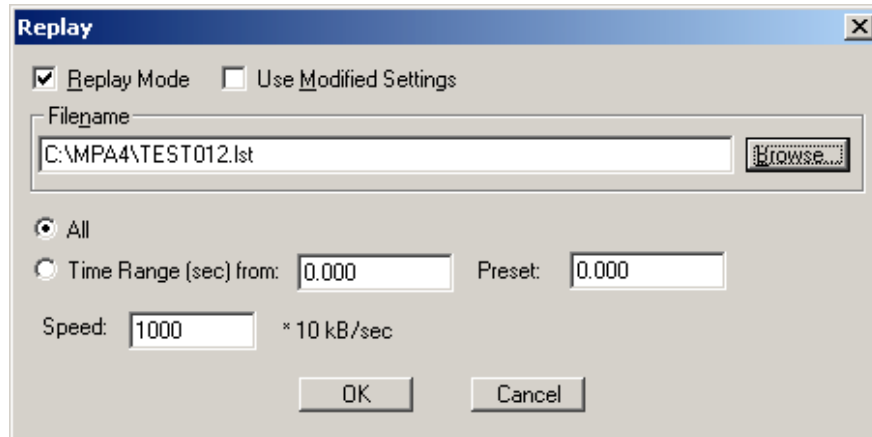 Replay
Replay Mode Use Modified Settings
Filename
C:\MPA4\TEST012.lst Browse...
All
Time Range (sec) from: 0.000 Preset: 0.000
Speed: 1000 * 10 kB/sec
OK Cancel